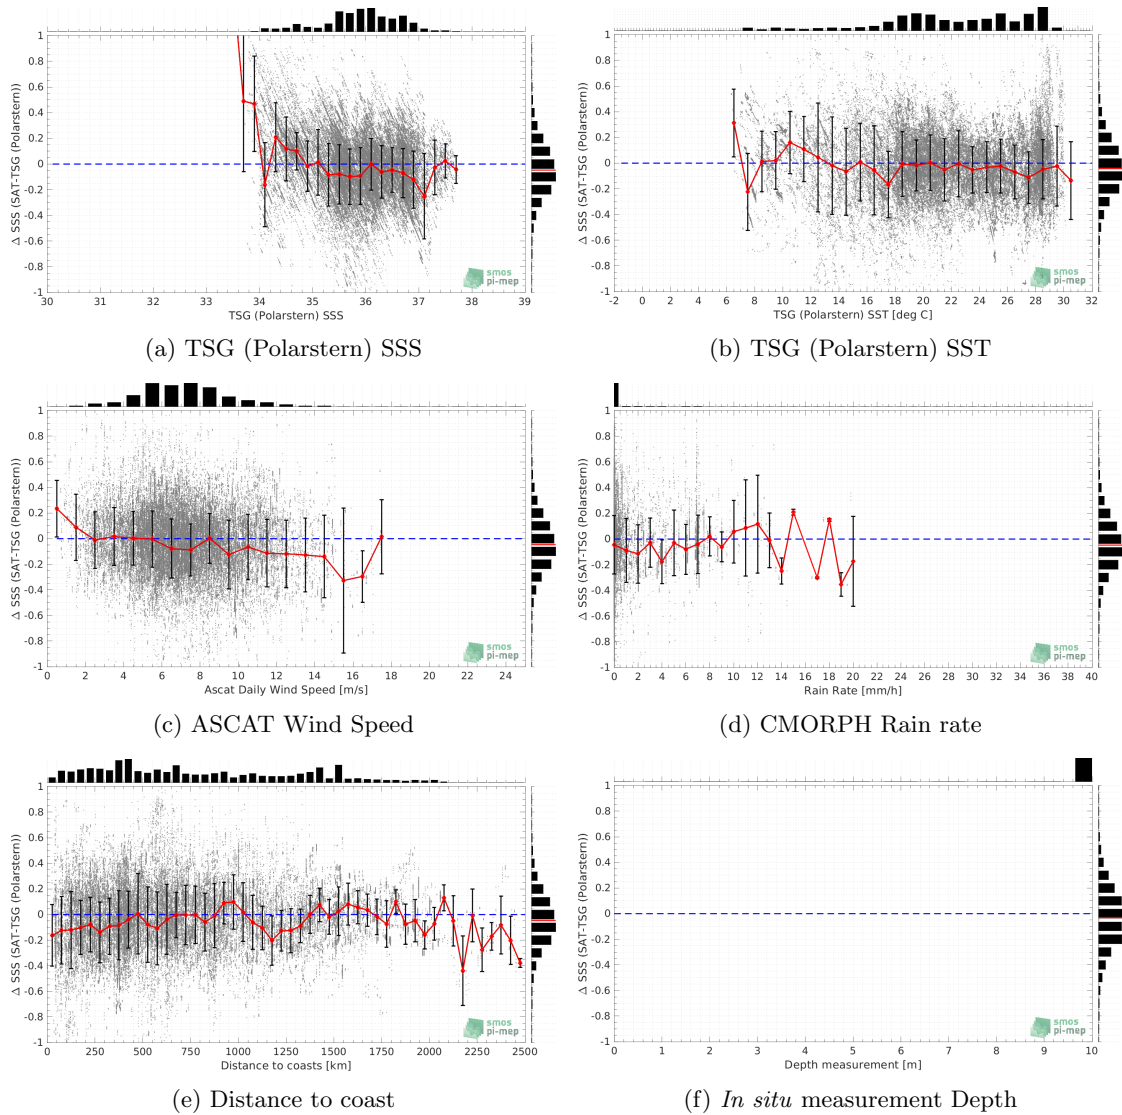 1
0.8
0.6
0.4
0.2
0
-0.2
-0.4
-0.6
-0.8
-1
Δ SSS (SAT-TSG (Polarstern))
30 31 32 33 34 35 36 37 38 39
TSG (Polarstern) SSS
smos
pi-mep
(a) TSG (Polarstern) SSS
1
0.8
0.6
0.4
0.2
0
-0.2
-0.4
-0.6
-0.8
-1
Δ SSS (SAT-TSG (Polarstern))
-2 0 2 4 6 8 10 12 14 16 18 20 22 24 26 28 30 32
TSG (Polarstern) SST [deg C]
smos
pi-mep
(b) TSG (Polarstern) SST
1
0.8
0.6
0.4
0.2
0
-0.2
-0.4
-0.6
-0.8
-1
Δ SSS (SAT-TSG (Polarstern))
0 2 4 6 8 10 12 14 16 18 20 22 24
Ascat Daily Wind Speed [m/s]
smos
pi-mep
(c) ASCAT Wind Speed
1
0.8
0.6
0.4
0.2
0
-0.2
-0.4
-0.6
-0.8
-1
Δ SSS (SAT-TSG (Polarstern))
0 2 4 6 8 10 12 14 16 18 20 22 24 26 28 30 32 34 36 38 40
Rain Rate [mm/h]
smos
pi-mep
(d) CMORPH Rain rate
1
0.8
0.6
0.4
0.2
0
-0.2
-0.4
-0.6
-0.8
-1
Δ SSS (SAT-TSG (Polarstern))
0 250 500 750 1000 1250 1500 1750 2000 2250 2500
Distance to coasts [km]
smos
pi-mep
(e) Distance to coast
1
0.8
0.6
0.4
0.2
0
-0.2
-0.4
-0.6
-0.8
-1
Δ SSS (SAT-TSG (Polarstern))
0 1 2 3 4 5 6 7 8 9 10
Depth measurement [m]
smos
pi-mep
(f) In situ measurement Depth